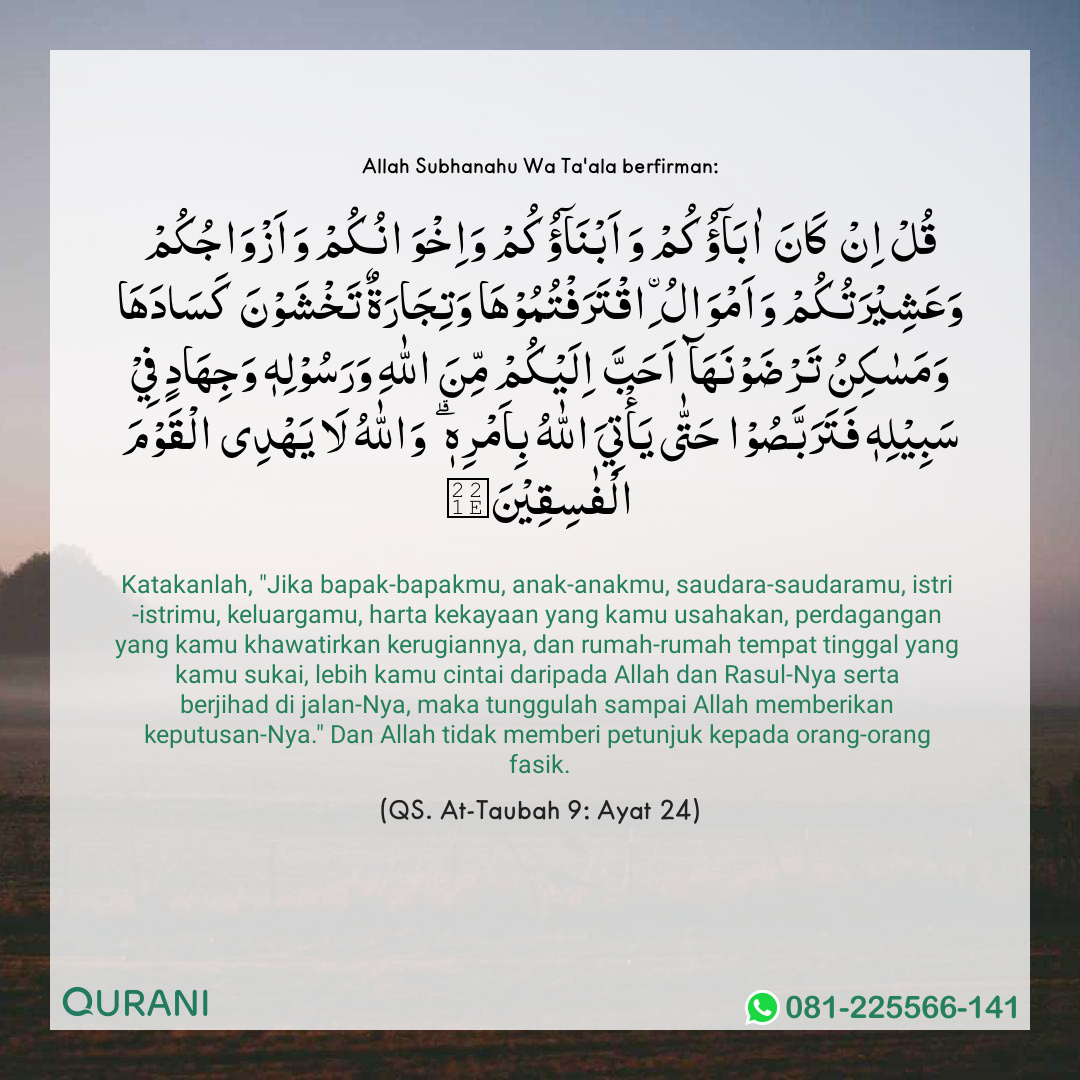 Allah Subhanahu Wa Ta'ala berfirman:
قُلْ اِنْ كَانَ اٰبَآؤُكُمْ وَاَبْنَآؤُكُمْ وَاِخْوَانُكُمْ وَاَزْوَاجُكُمْ
وَعَشِيْرَتُكُمْ وَاَمْوَالُ ِۨاقْتَرَفْتُمُوْهَا وَتِجَارَةٌ تَخْشَوْنَ كَسَادَهَا
وَمَسٰكِنُ تَرْضَوْنَهَاۤ اَحَبَّ اِلَيْكُمْ مِّنَ اللّٰهِ وَرَسُوْلِهٖ وَجِهَادٍ فِيْ
سَبِيْلِهٖ فَتَرَبَّصُوْا حَتّٰى يَأْتِيَ اللّٰهُ بِاَمْرِهٖ ۗ وَاللّٰهُ لَا يَهْدِى الْقَوْمَ
الْفٰسِقِيْنَ
Katakanlah, "Jika bapak-bapakmu, anak-anakmu, saudara-saudaramu, istri
-istrimu, keluargamu, harta kekayaan yang kamu usahakan, perdagangan
yang kamu khawatirkan kerugiannya, dan rumah-rumah tempat tinggal yang
kamu sukai, lebih kamu cintai daripada Allah dan Rasul-Nya serta
berjihad di jalan-Nya, maka tunggulah sampai Allah memberikan
keputusan-Nya." Dan Allah tidak memberi petunjuk kepada orang-orang
fasik.
(QS. At-Taubah 9: Ayat 24)
QURANI
081-225566-141